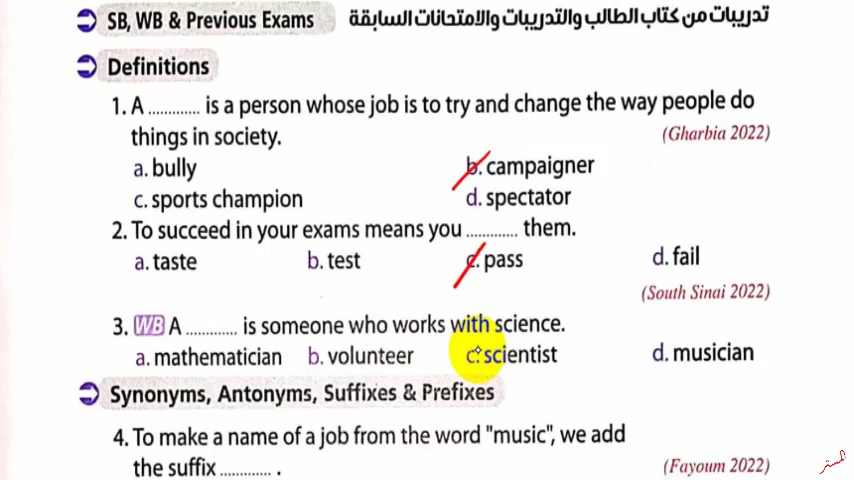 SB, WB & Previous Exams تدريبات من كتاب الطالب والتدريبات والامتحانات السابقة
Definitions
1. A ............. is a person whose job is to try and change the way people do
things in society. (Gharbia 2022)
a. bully b. campaigner
c. sports champion d. spectator
2. To succeed in your exams means you ............. them.
a. taste b. test c. pass d. fail
(South Sinai 2022)
3. WB A ............. is someone who works with science.
a. mathematician b. volunteer c. scientist d. musician
Synonyms, Antonyms, Suffixes & Prefixes
4. To make a name of a job from the word "music", we add
the suffix ............. . (Fayoum 2022)